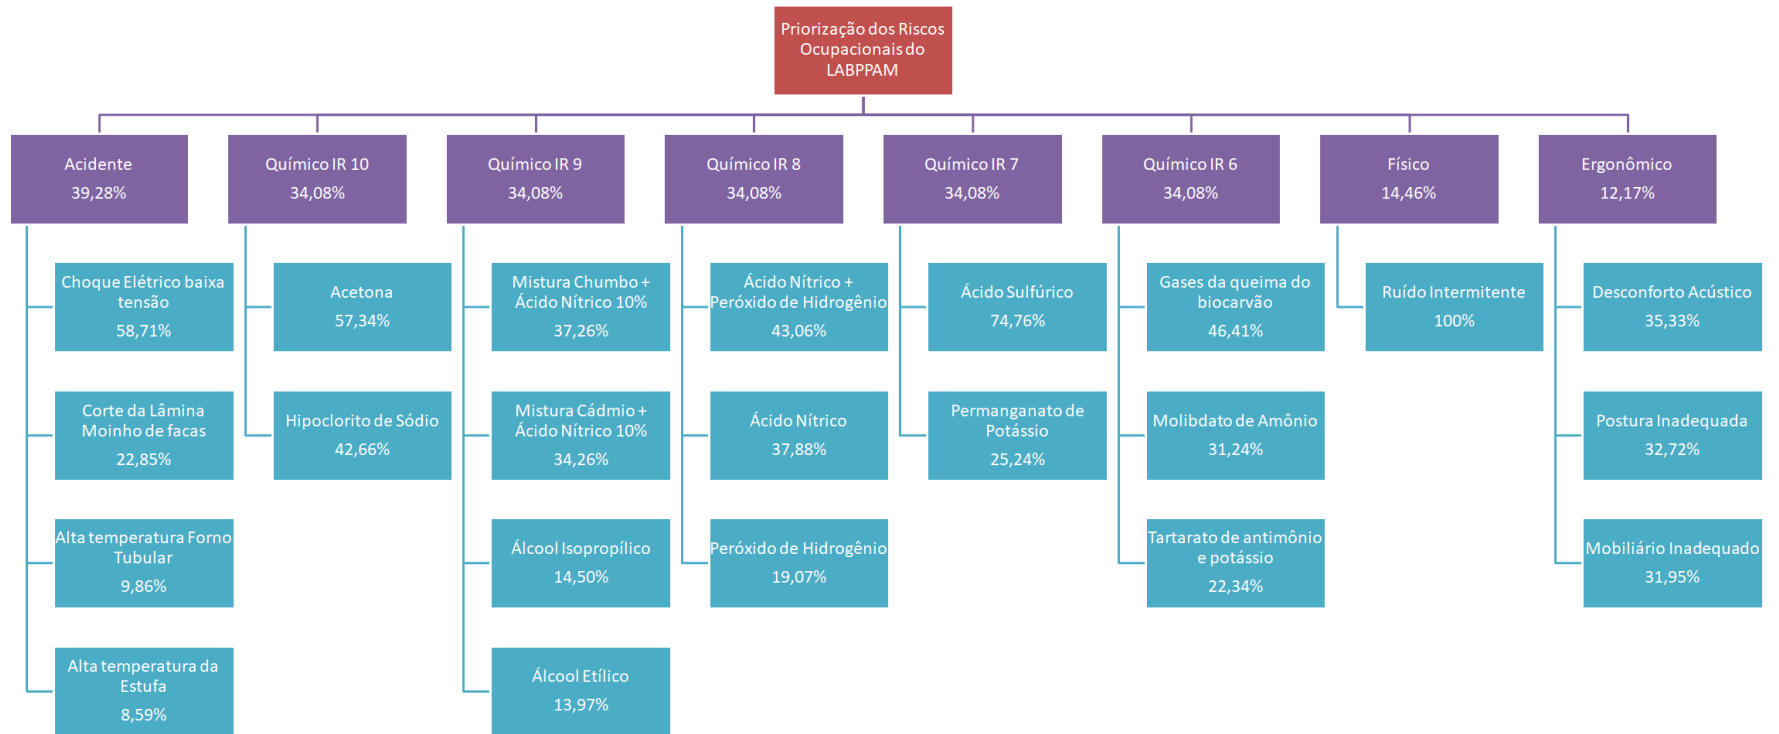 Priorização dos Riscos
Ocupacionais do
LABPPAM
Acidente
39,28%
Químico IR 10
34,08%
Químico IR 9
34,08%
Químico IR 8
34,08%
Químico IR 7
34,08%
Químico IR 6
34,08%
Físico
14,46%
Ergonômico
12,17%
Choque Elétrico baixa
tensão
58,71%
Corte da Lâmina
Moinho de facas
22,85%
Alta temperatura Forno
Tubular
9,86%
Alta temperatura da
Estufa
8,59%
Acetona
57,34%
Hipoclorito de Sódio
42,66%
Mistura Chumbo +
Ácido Nítrico 10%
37,26%
Mistura Cádmio +
Ácido Nítrico 10%
34,26%
Álcool Isopropílico
14,50%
Álcool Etílico
13,97%
Ácido Nítrico +
Peróxido de Hidrogênio
43,06%
Ácido Nítrico
37,88%
Peróxido de Hidrogênio
19,07%
Ácido Sulfúrico
74,76%
Permanganato de
Potássio
25,24%
Gases da queima do
biocarvão
46,41%
Molibdato de Amônio
31,24%
Tartarato de antimônio
e potássio
22,34%
Ruído Intermitente
100%
Desconforto Acústico
35,33%
Postura Inadequada
32,72%
Mobiliário Inadequado
31,95%